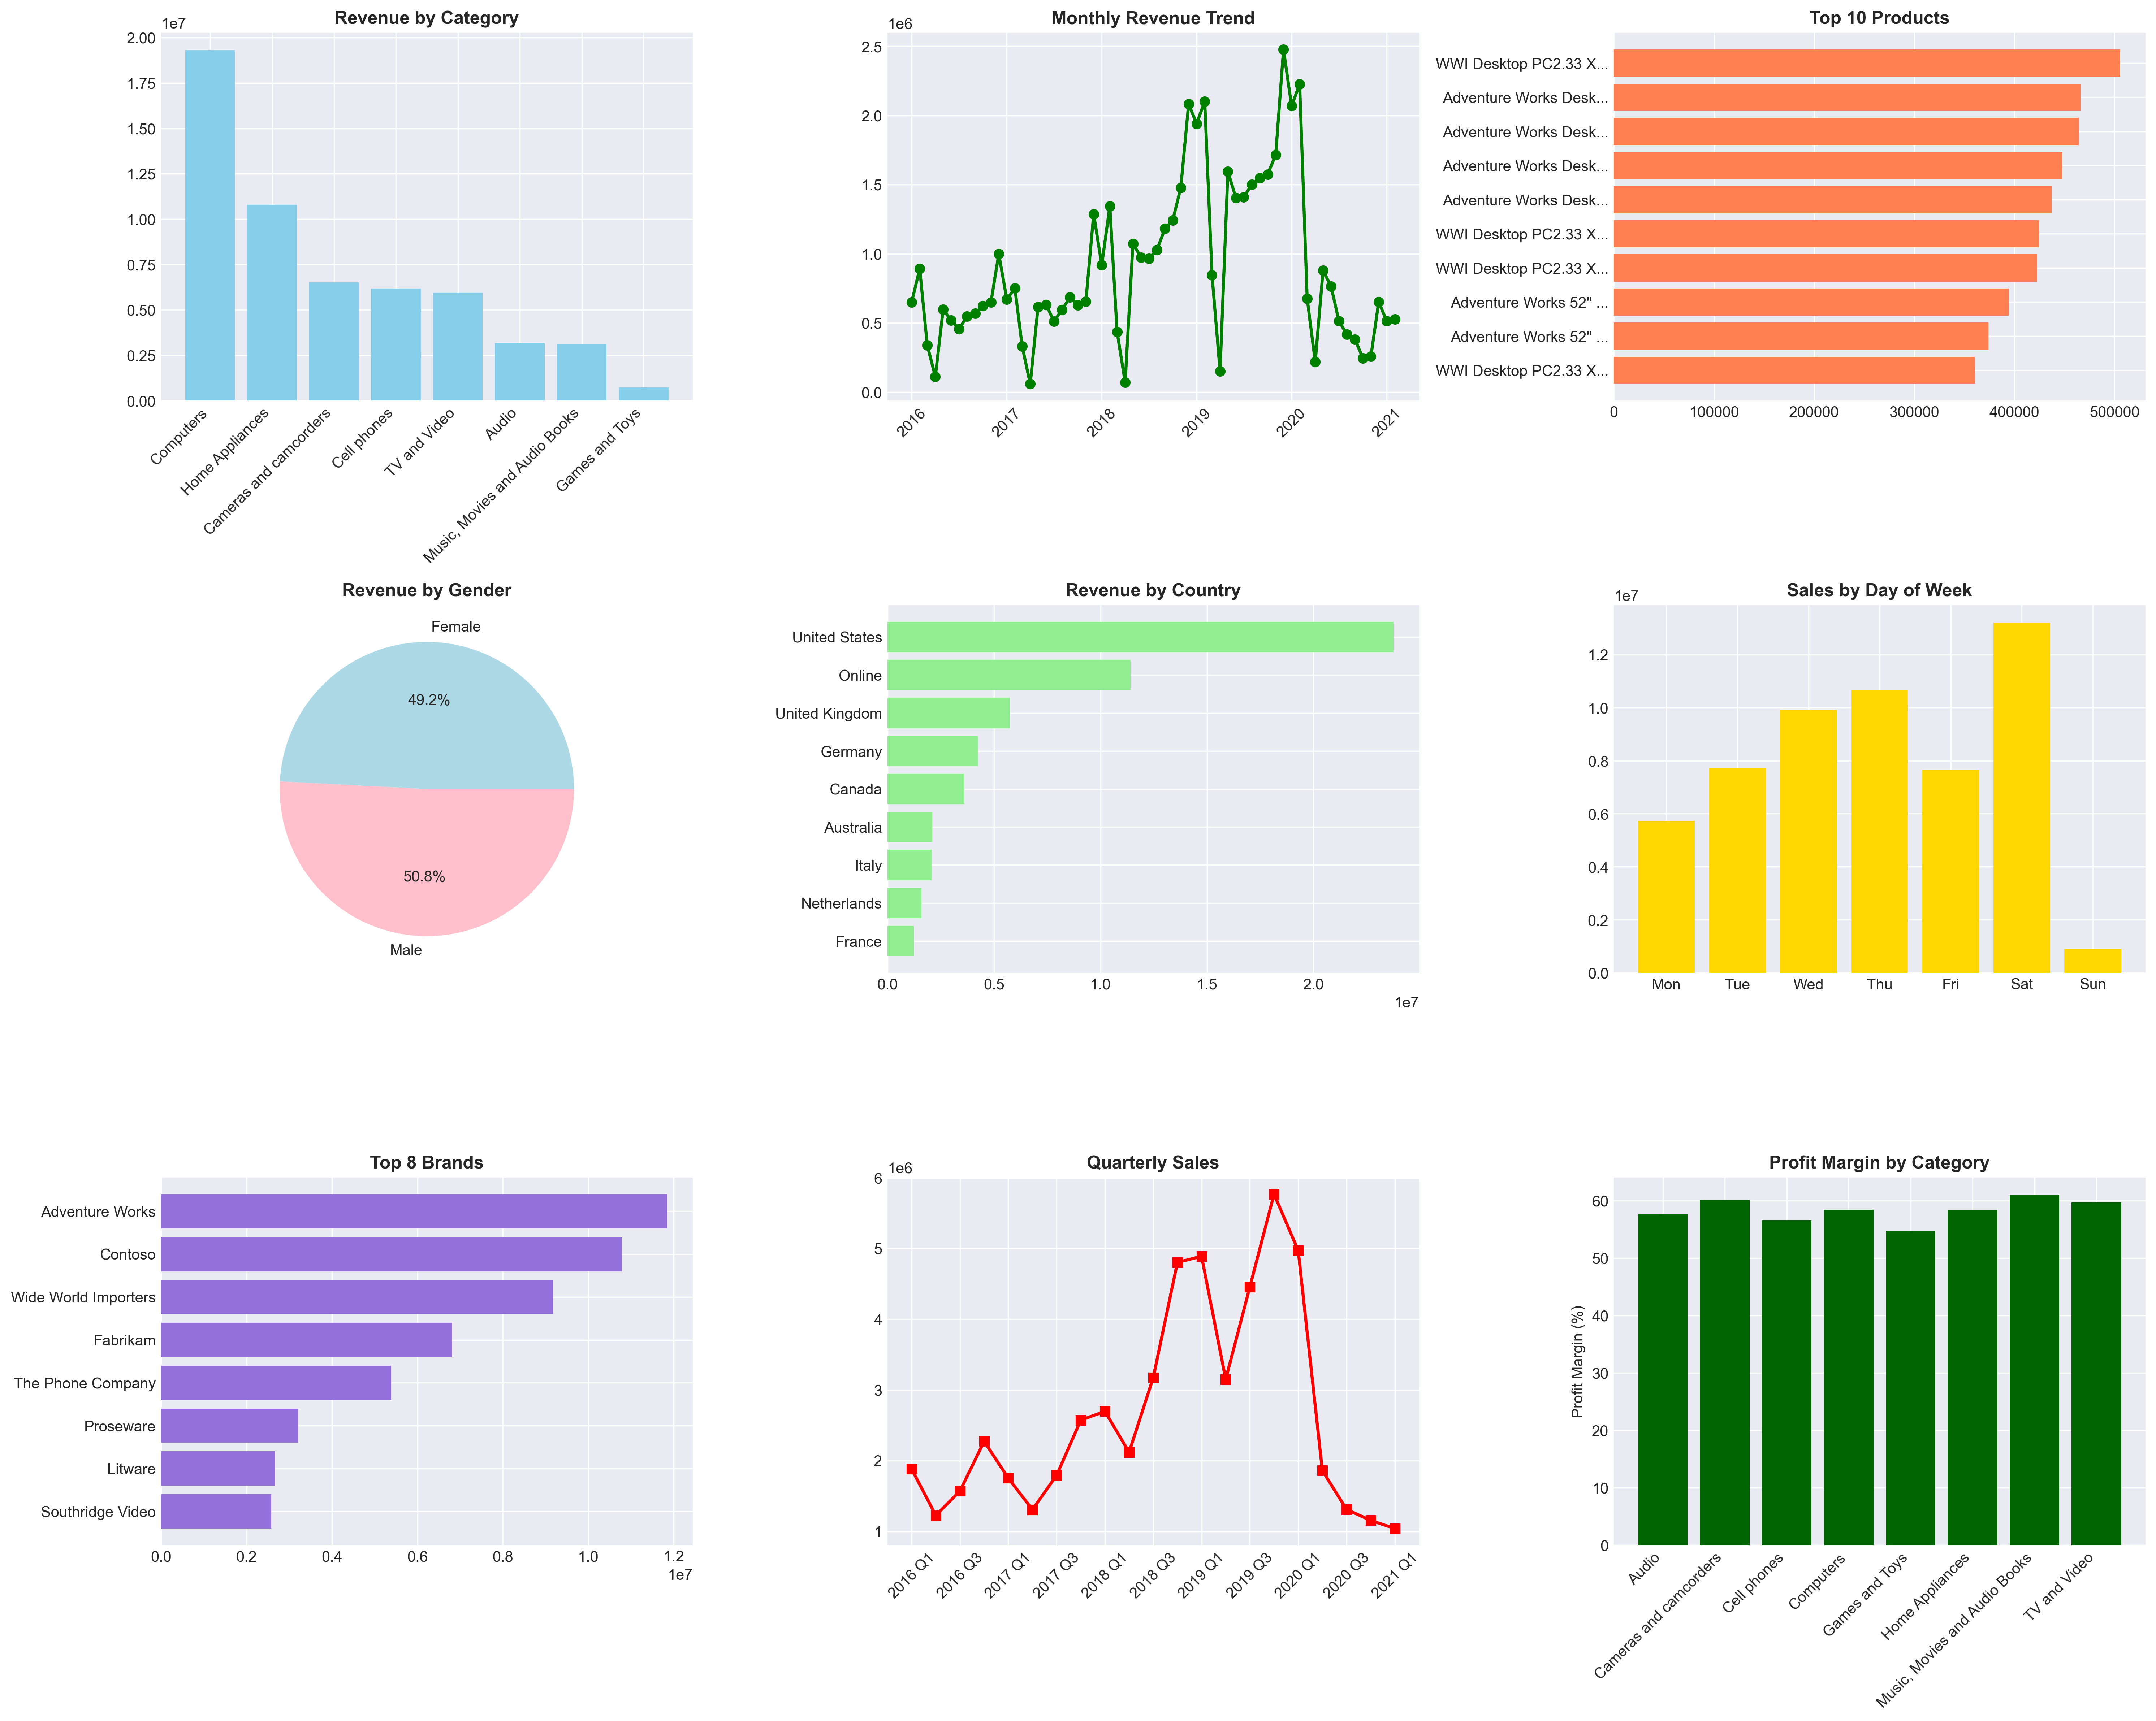 Revenue by Category
1e7
2.00
1.75
1.50
1.25
1.00
0.75
0.50
0.25
0.00
Computers
Home Appliances
Cameras and camcorders
Cell phones
TV and Video
Audio
Music, Movies and Audio Books
Games and Toys
Monthly Revenue Trend
1e6
2.5
2.0
1.5
1.0
0.5
0.0
2016
2017
2018
2019
2020
2021
Top 10 Products
WWI Desktop PC2.33 X...
Adventure Works Desk...
Adventure Works Desk...
Adventure Works Desk...
Adventure Works Desk...
WWI Desktop PC2.33 X...
WWI Desktop PC2.33 X...
Adventure Works 52" ...
Adventure Works 52" ...
WWI Desktop PC2.33 X...
0
100000
200000
300000
400000
500000
Revenue by Gender
Female
49.2%
50.8%
Male
Revenue by Country
United States
Online
United Kingdom
Germany
Canada
Australia
Italy
Netherlands
France
0.0
0.5
1.0
1.5
2.0
1e7
Sales by Day of Week
1e7
1.2
1.0
0.8
0.6
0.4
0.2
0.0
Mon
Tue
Wed
Thu
Fri
Sat
Sun
Top 8 Brands
Adventure Works
Contoso
Wide World Importers
Fabrikam
The Phone Company
Proseware
Litware
Southridge Video
0.0
0.2
0.4
0.6
0.8
1.0
1.2
1e7
Quarterly Sales
1e6
6
5
4
3
2
1
2016 Q1
2016 Q3
2017 Q1
2017 Q3
2018 Q1
2018 Q3
2019 Q1
2019 Q3
2020 Q1
2020 Q3
2021 Q1
Profit Margin by Category
Profit Margin (%)
60
50
40
30
20
10
0
Audio
Cameras and camcorders
Cell phones
Computers
Games and Toys
Home Appliances
Music, Movies and Audio Books
TV and Video